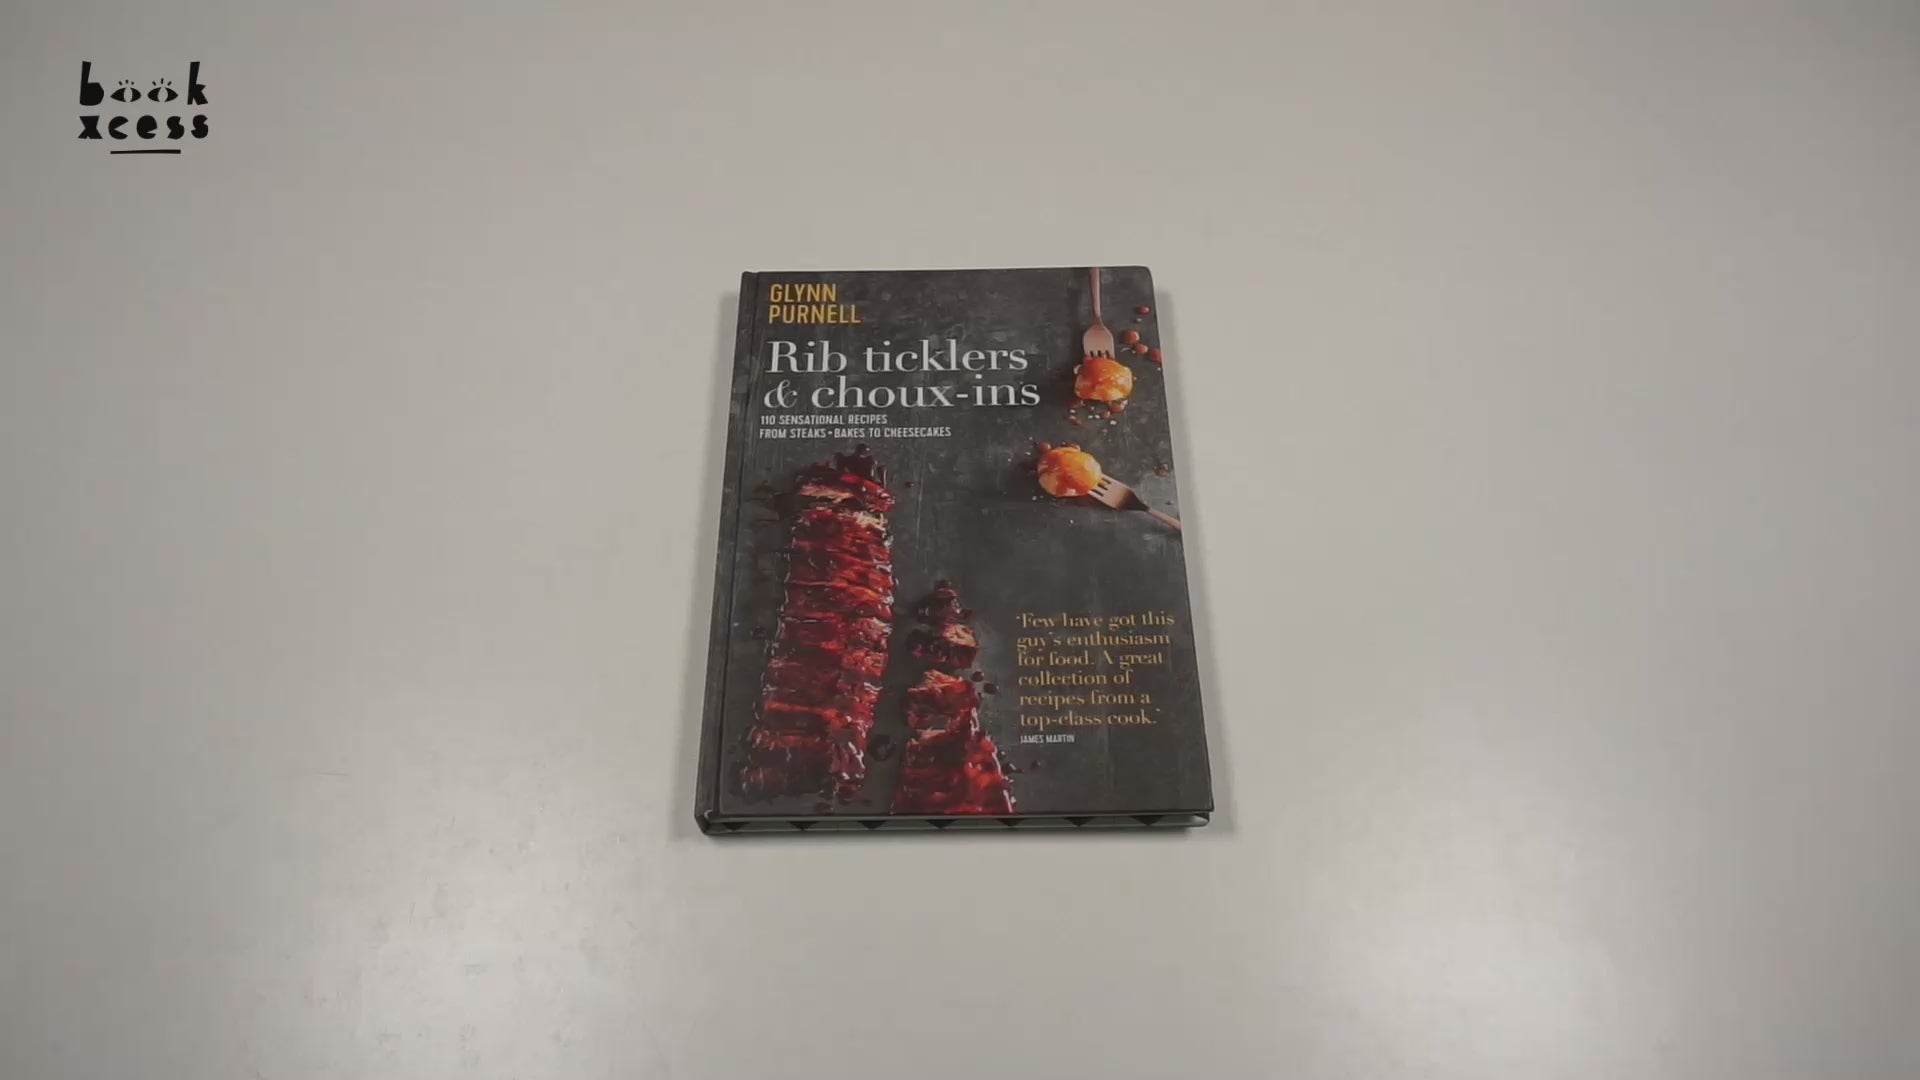 book
xcess
GLYNN
PURNELL
Rib ticklers
& choux-ins
110 SENSATIONAL RECIPES
FROM STEAKS • BAKES TO CHEESECAKES
'Few have got this
guy's enthusiasm
for food. A great
collection of
recipes from a
top-class cook.'
JAMES MARTIN